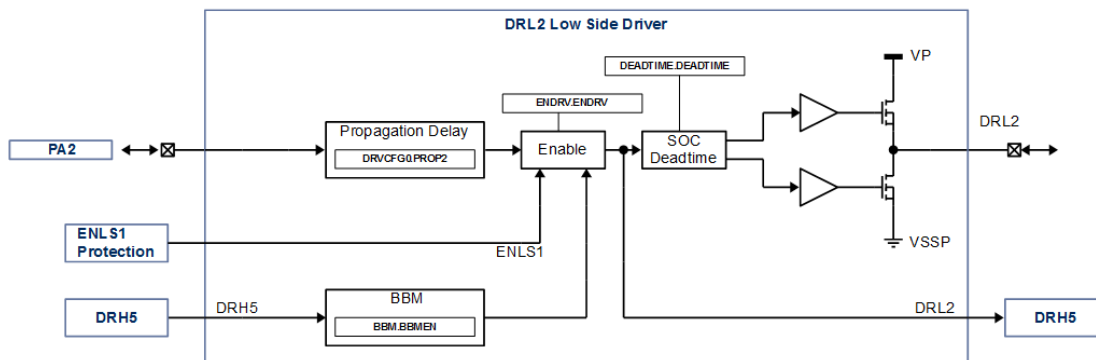 DRL2 Low Side Driver
VP
DEADTIME.DEADTIME
ENDRV.ENDRV
DRL2
Propagation Delay
PA2
DRVCFG0.PROP2
Enable
SOC
Deadtime
ENLS1
Protection
ENLS1
VSSP
BBM
DRH5
DRH5
BBM.BBMEN
DRL2
DRH5